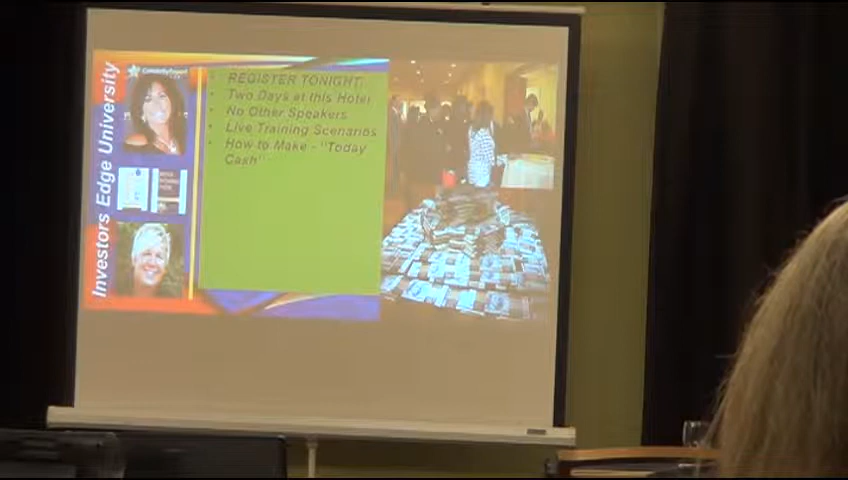 Investors Edge University
REGISTER TONIGHT:
• Two Days at this Hotel
• No Other Speakers
• Live Training Scenarios
• How to Make - "Today
Cash"